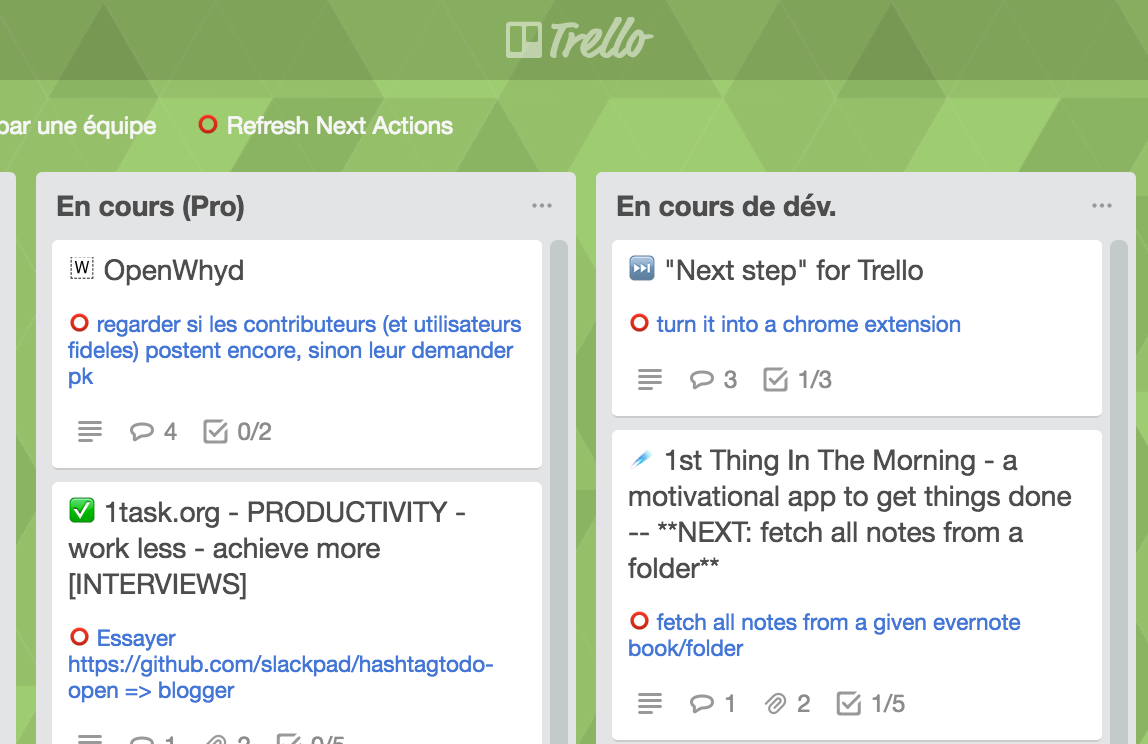 Trello
par une équipe
Refresh Next Actions
En cours (Pro)
W OpenWhyd
regarder si les contributeurs (et utilisateurs
fideles) postent encore, sinon leur demander
pk
4 0/2
1task.org - PRODUCTIVITY -
work less - achieve more
[INTERVIEWS]
Essayer
https://github.com/slackpad/hashtagtodo-
open => blogger
1 2 0/5
En cours de dév.
"Next step" for Trello
turn it into a chrome extension
3 1/3
1st Thing In The Morning - a
motivational app to get things done
-- **NEXT: fetch all notes from a
folder**
fetch all notes from a given evernote
book/folder
1 2 1/5